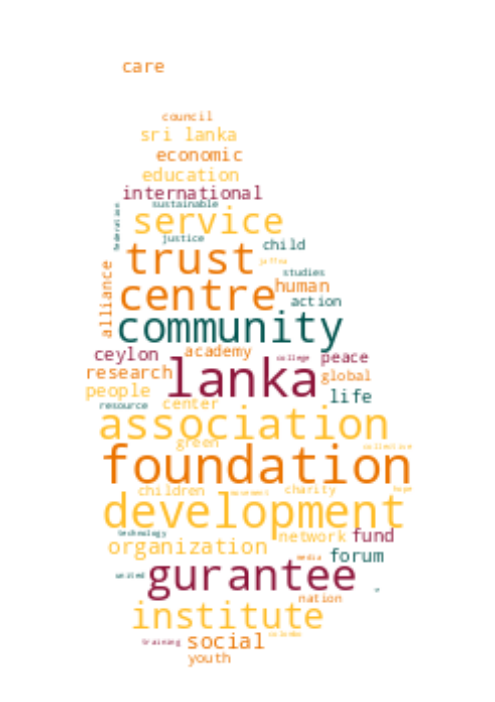 care
council
sri lanka
economic
education
international
sustainable
federation
service
justice
child
trust
jaffna
studies
alliance
centre
human
action
community
ceylon
academy
college
peace
lanka
research
global
people
life
resource
center
association
green
collective
foundation
children
movement
charity
hope
development
technology
network
fund
organization
media
forum
united
gurantee
nation
institute
colombo
training
social
youth